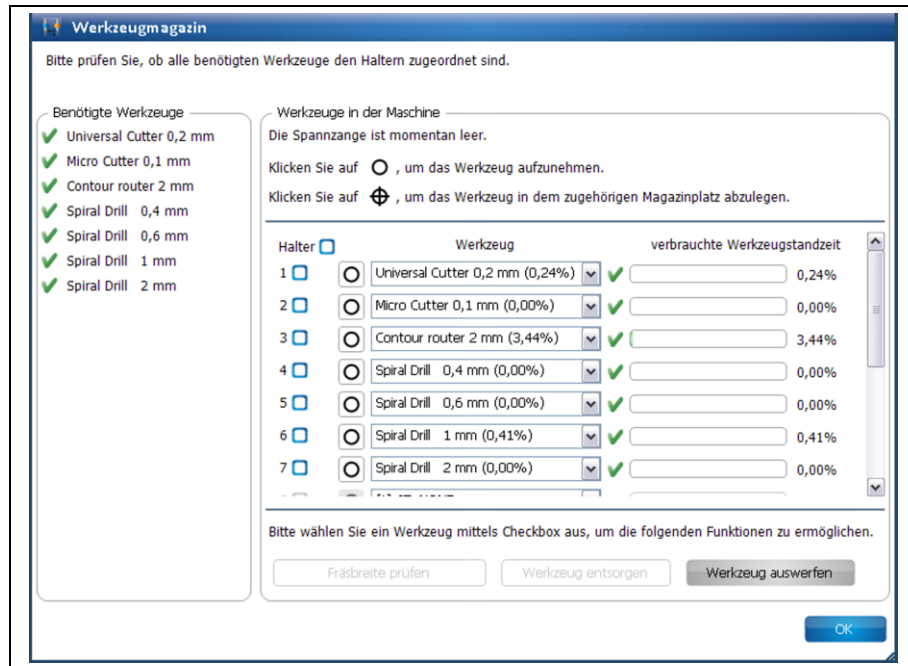 Werkzeugmagazin
Bitte prüfen Sie, ob alle benötigten Werkzeuge den Haltern zugeordnet sind.
Benötigte Werkzeuge
Universal Cutter 0,2 mm
Micro Cutter 0,1 mm
Contour router 2 mm
Spiral Drill 0,4 mm
Spiral Drill 0,6 mm
Spiral Drill 1 mm
Spiral Drill 2 mm
Werkzeuge in der Maschine
Die Spannzange ist momentan leer.
Klicken Sie auf , um das Werkzeug aufzunehmen.
Klicken Sie auf , um das Werkzeug in dem zugehörigen Magazinplatz abzulegen.
Halter Werkzeug verbrauchte Werkzeugstandzeit
1 Universal Cutter 0,2 mm (0,24%) 0,24%
2 Micro Cutter 0,1 mm (0,00%) 0,00%
3 Contour router 2 mm (3,44%) 3,44%
4 Spiral Drill 0,4 mm (0,00%) 0,00%
5 Spiral Drill 0,6 mm (0,00%) 0,00%
6 Spiral Drill 1 mm (0,41%) 0,41%
7 Spiral Drill 2 mm (0,00%) 0,00%
Bitte wählen Sie ein Werkzeug mittels Checkbox aus, um die folgenden Funktionen zu ermöglichen.
Fräsbreite prüfen Werkzeug entsorgen Werkzeug auswerfen
OK